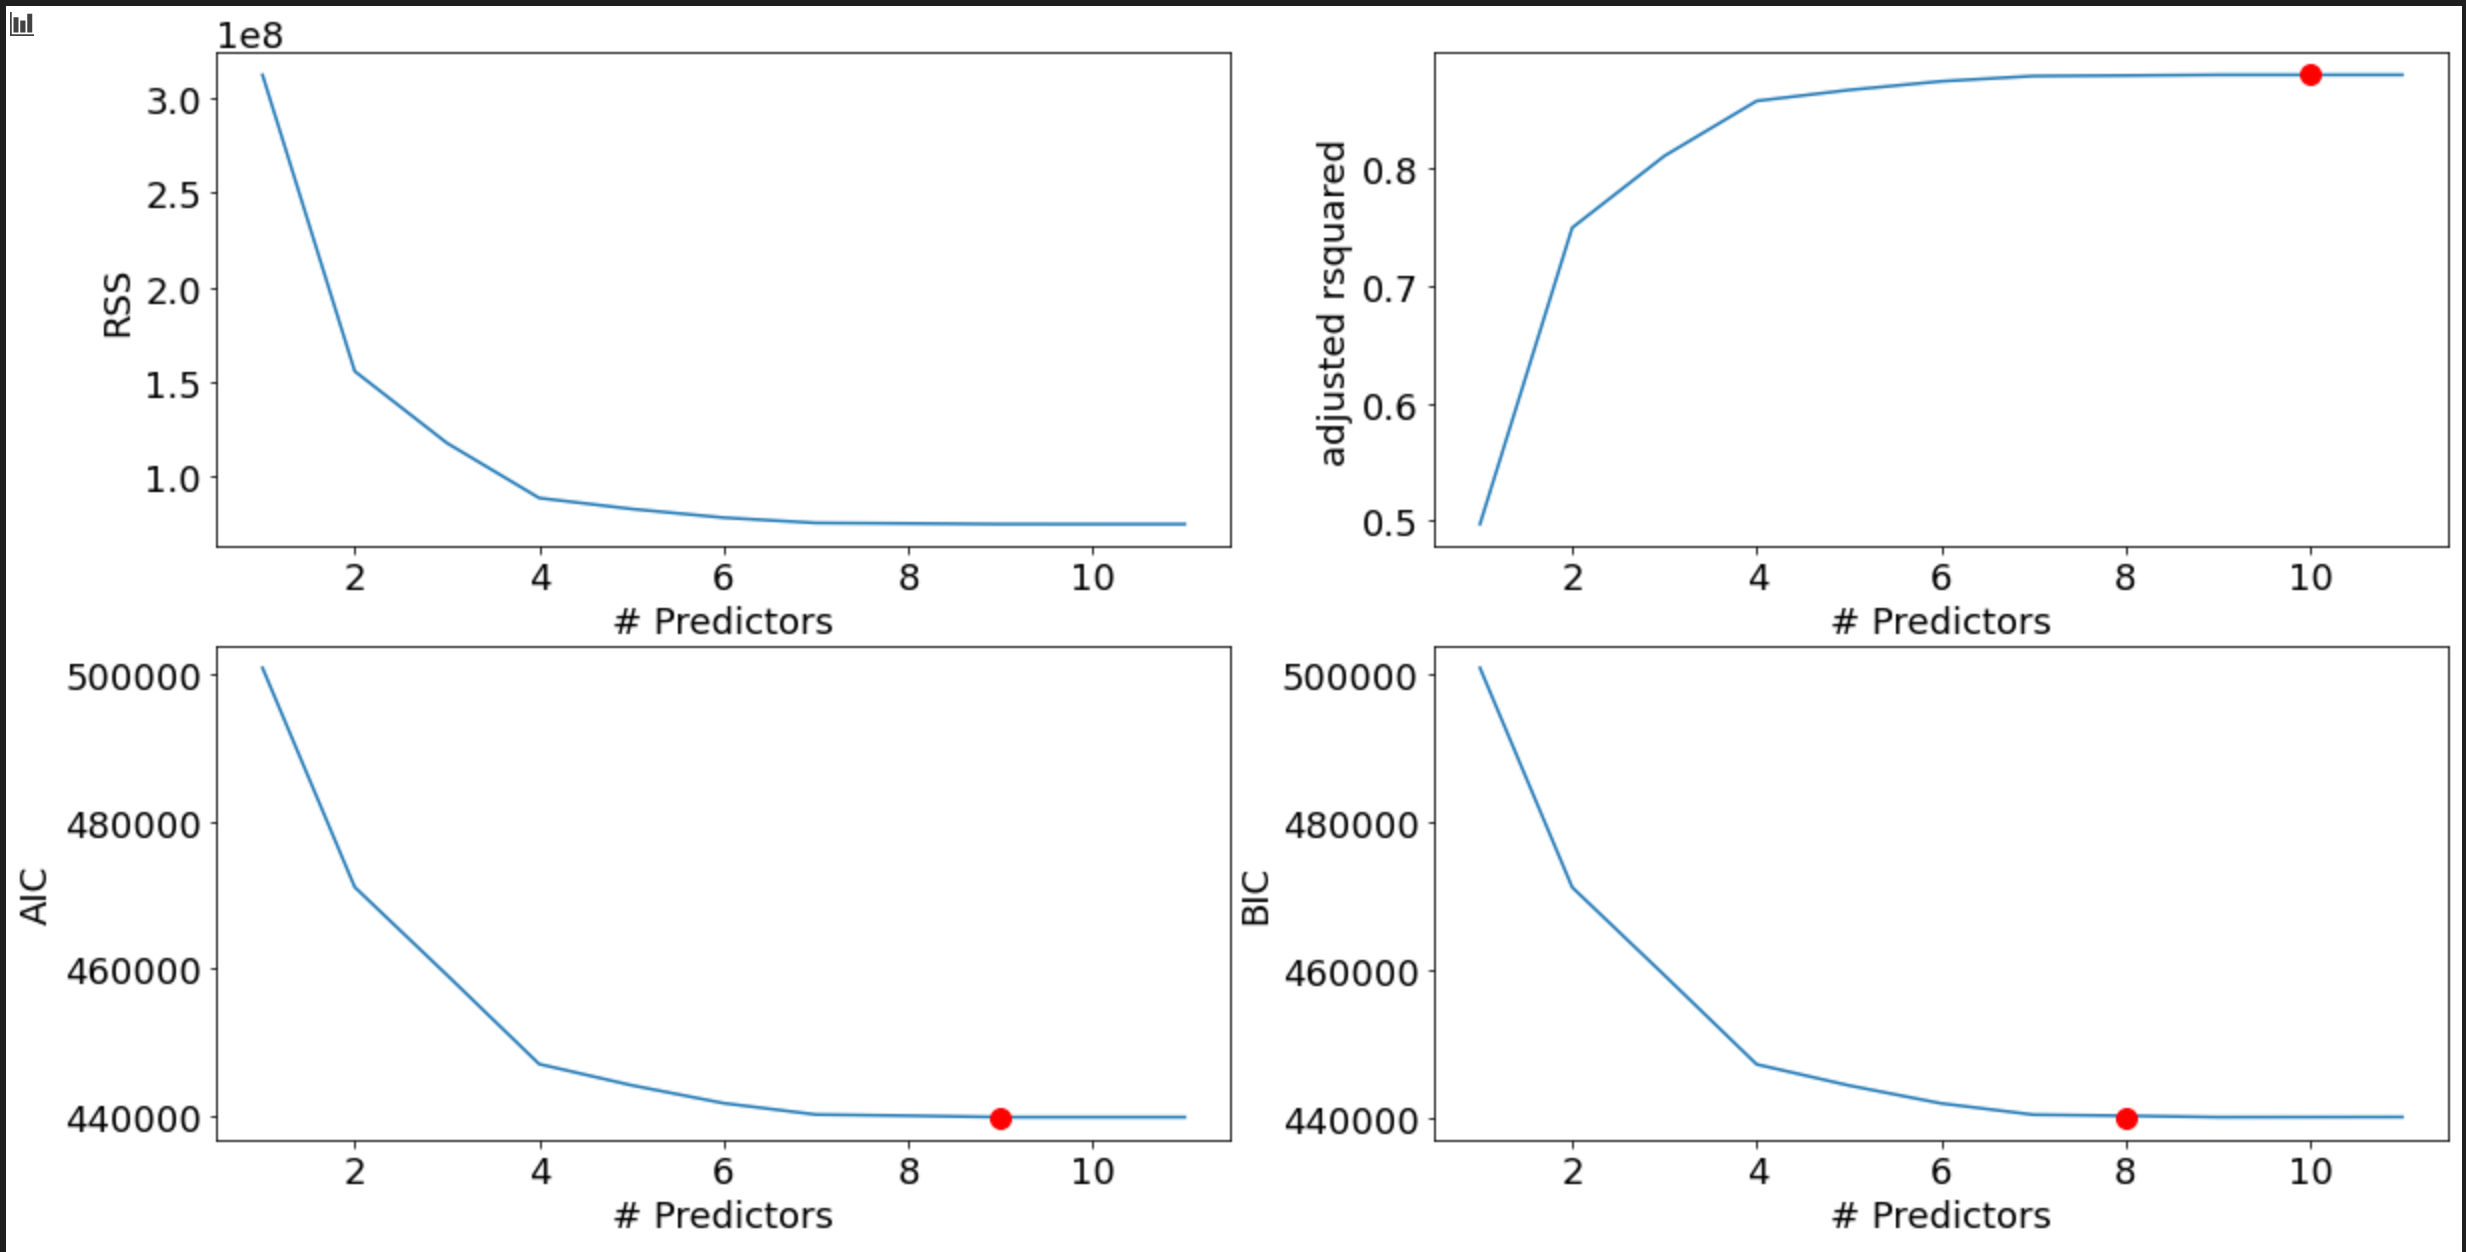 1e8
3.0
2.5
2.0
1.5
1.0
RSS
2 4 6 8 10
# Predictors
0.8
0.7
0.6
0.5
adjusted rsquared
2 4 6 8 10
# Predictors
500000
480000
460000
440000
AIC
2 4 6 8 10
# Predictors
500000
480000
460000
440000
BIC
2 4 6 8 10
# Predictors